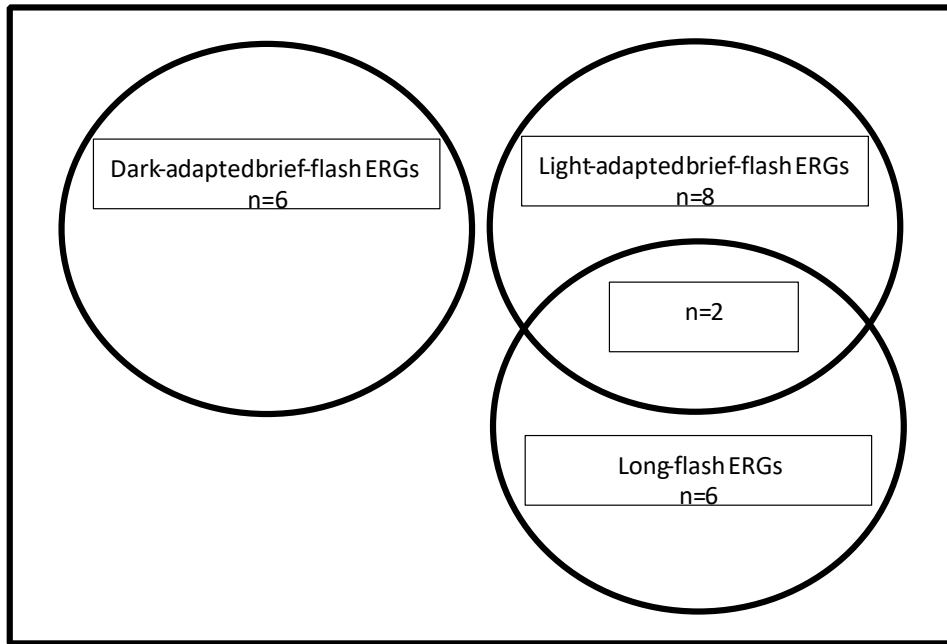 Dark-adaptedbrief-flash ERGs
n=6
Light-adaptedbrief-flash ERGs
n=8
n=2
Long-flash ERGs
n=6